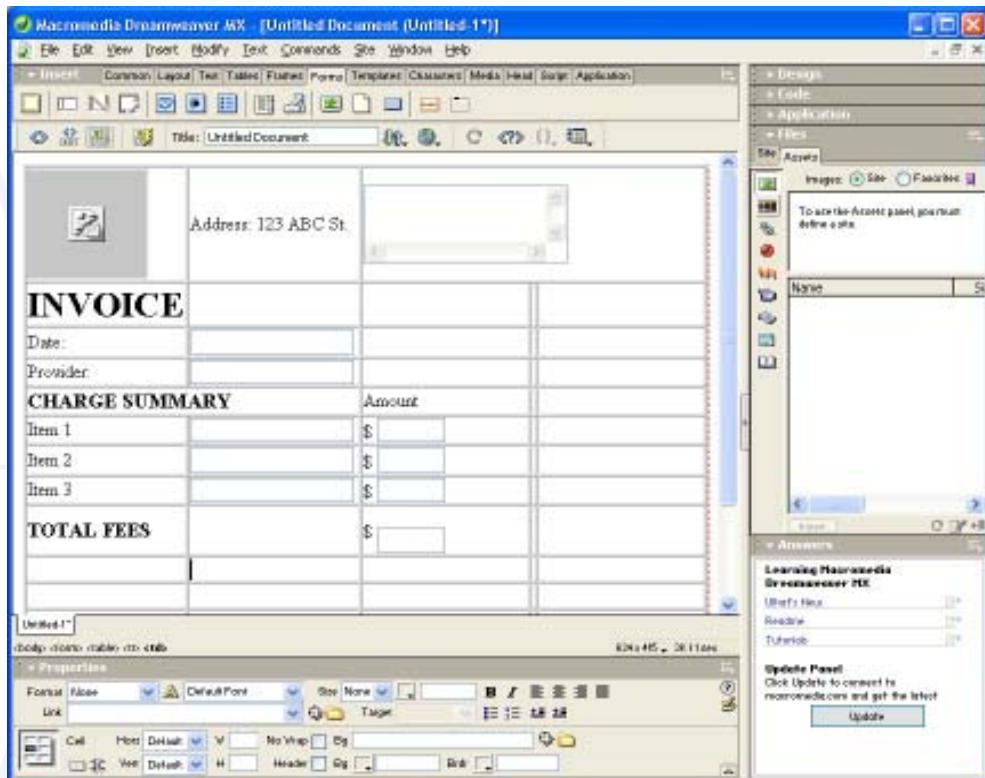 Macromedia Dreamweaver MX - [Untitled Document (Untitled-1*)]
File Edit View Insert Modify Text Commands Site Window Help
Insert Common Layout Text Tables Frames Forms Templates Characters Media Head Script Application
Title: Untitled Document
Design
Code
Application
Files
Site Assets
Images: Site Favorites
To use the Assets panel, you must
define a site.
Name
Address: 123 ABC St.
INVOICE
Date:
Provider:
CHARGE SUMMARY Amount
Item 1 $
Item 2 $
Item 3 $
TOTAL FEES $
Untitled-1*
<body> <form> <table> <tr> <td>
Answers
Learning Macromedia
Dreamweaver MX
What's New
Readme
Tutorials
Update Panel
Click Update to connect to
macromedia.com and get the latest
Update
Properties
Format None Default Font Size None B I
Link Target
Cell Horz Default W No Wrap Bg
Vert Default H Header Bg Brdr